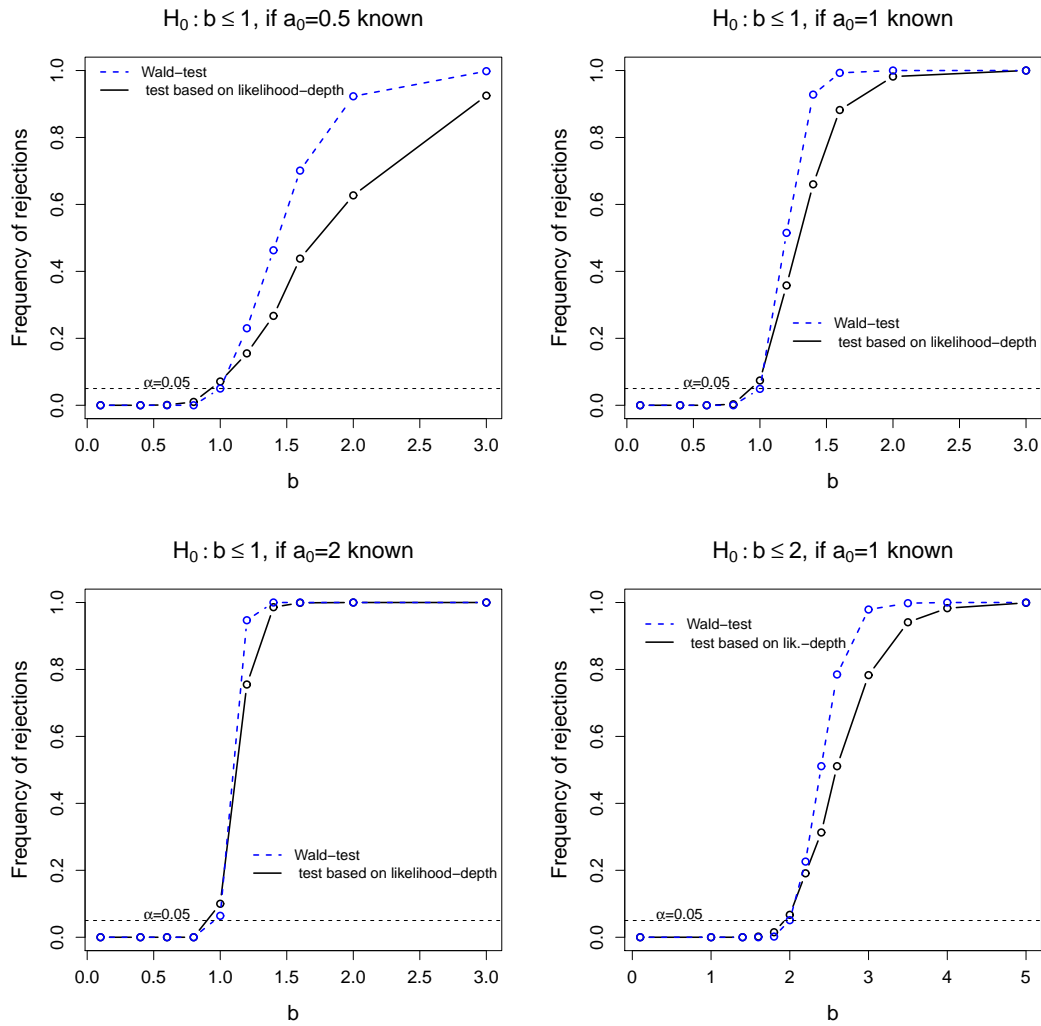 H₀ : b ≤ 1, if a₀=0.5 known
Frequency of rejections
1.0
0.8
0.6
0.4
0.2
0.0
Wald−test
test based on likelihood−depth
α=0.05
0.0 0.5 1.0 1.5 2.0 2.5 3.0
b
H₀ : b ≤ 1, if a₀=1 known
Frequency of rejections
1.0
0.8
0.6
0.4
0.2
0.0
Wald−test
test based on likelihood−depth
α=0.05
0.0 0.5 1.0 1.5 2.0 2.5 3.0
b
H₀ : b ≤ 1, if a₀=2 known
Frequency of rejections
1.0
0.8
0.6
0.4
0.2
0.0
Wald−test
test based on likelihood−depth
α=0.05
0.0 0.5 1.0 1.5 2.0 2.5 3.0
b
H₀ : b ≤ 2, if a₀=1 known
Frequency of rejections
1.0
0.8
0.6
0.4
0.2
0.0
Wald−test
test based on lik.−depth
α=0.05
0 1 2 3 4 5
b